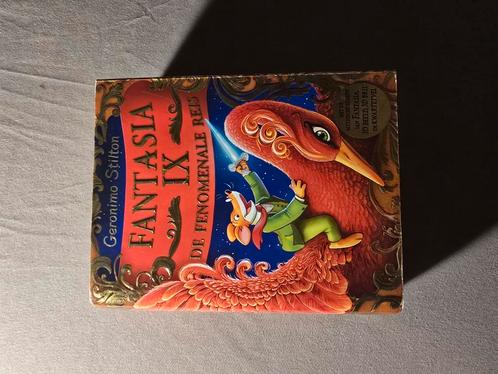 Geronimo Stilton
FANTASIA
IX
DE FENOMENALE REIS